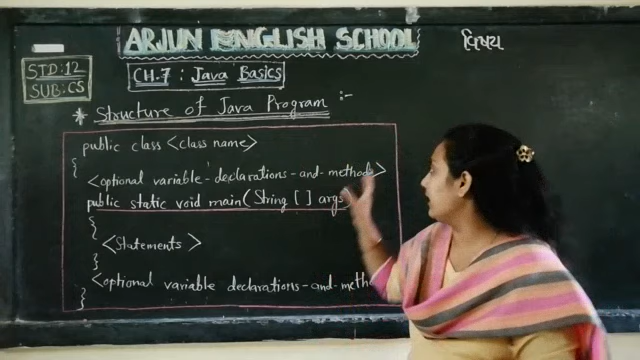 ARJUN ENGLISH SCHOOL
વિષય
STD:12
SUB:CS
CH.7 : Java Basics
* Structure of Java Program :-
public class <class name>
{
<optional variable-declarations-and-methods>
public static void main(String [] args
{
<Statements>
}
<optional variable declarations-and-metho
}